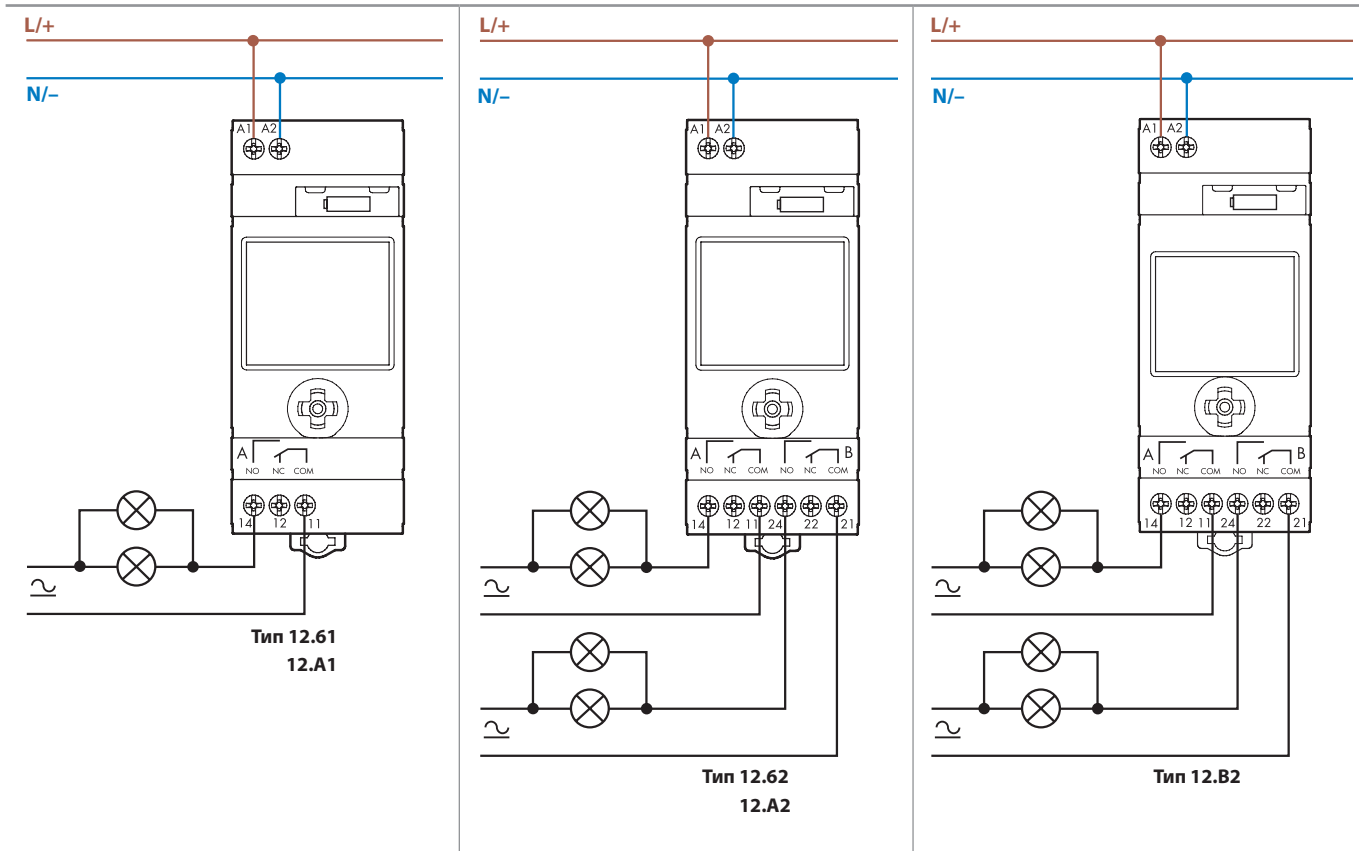 L/+
N/–
A1 A2
A
NO NC COM
14 12 11
Тип 12.61
12.A1
L/+
N/–
A1 A2
A B
NO NC COM NO NC COM
14 12 11 24 22 21
Тип 12.62
12.A2
L/+
N/–
A1 A2
A B
NO NC COM NO NC COM
14 12 11 24 22 21
Тип 12.B2